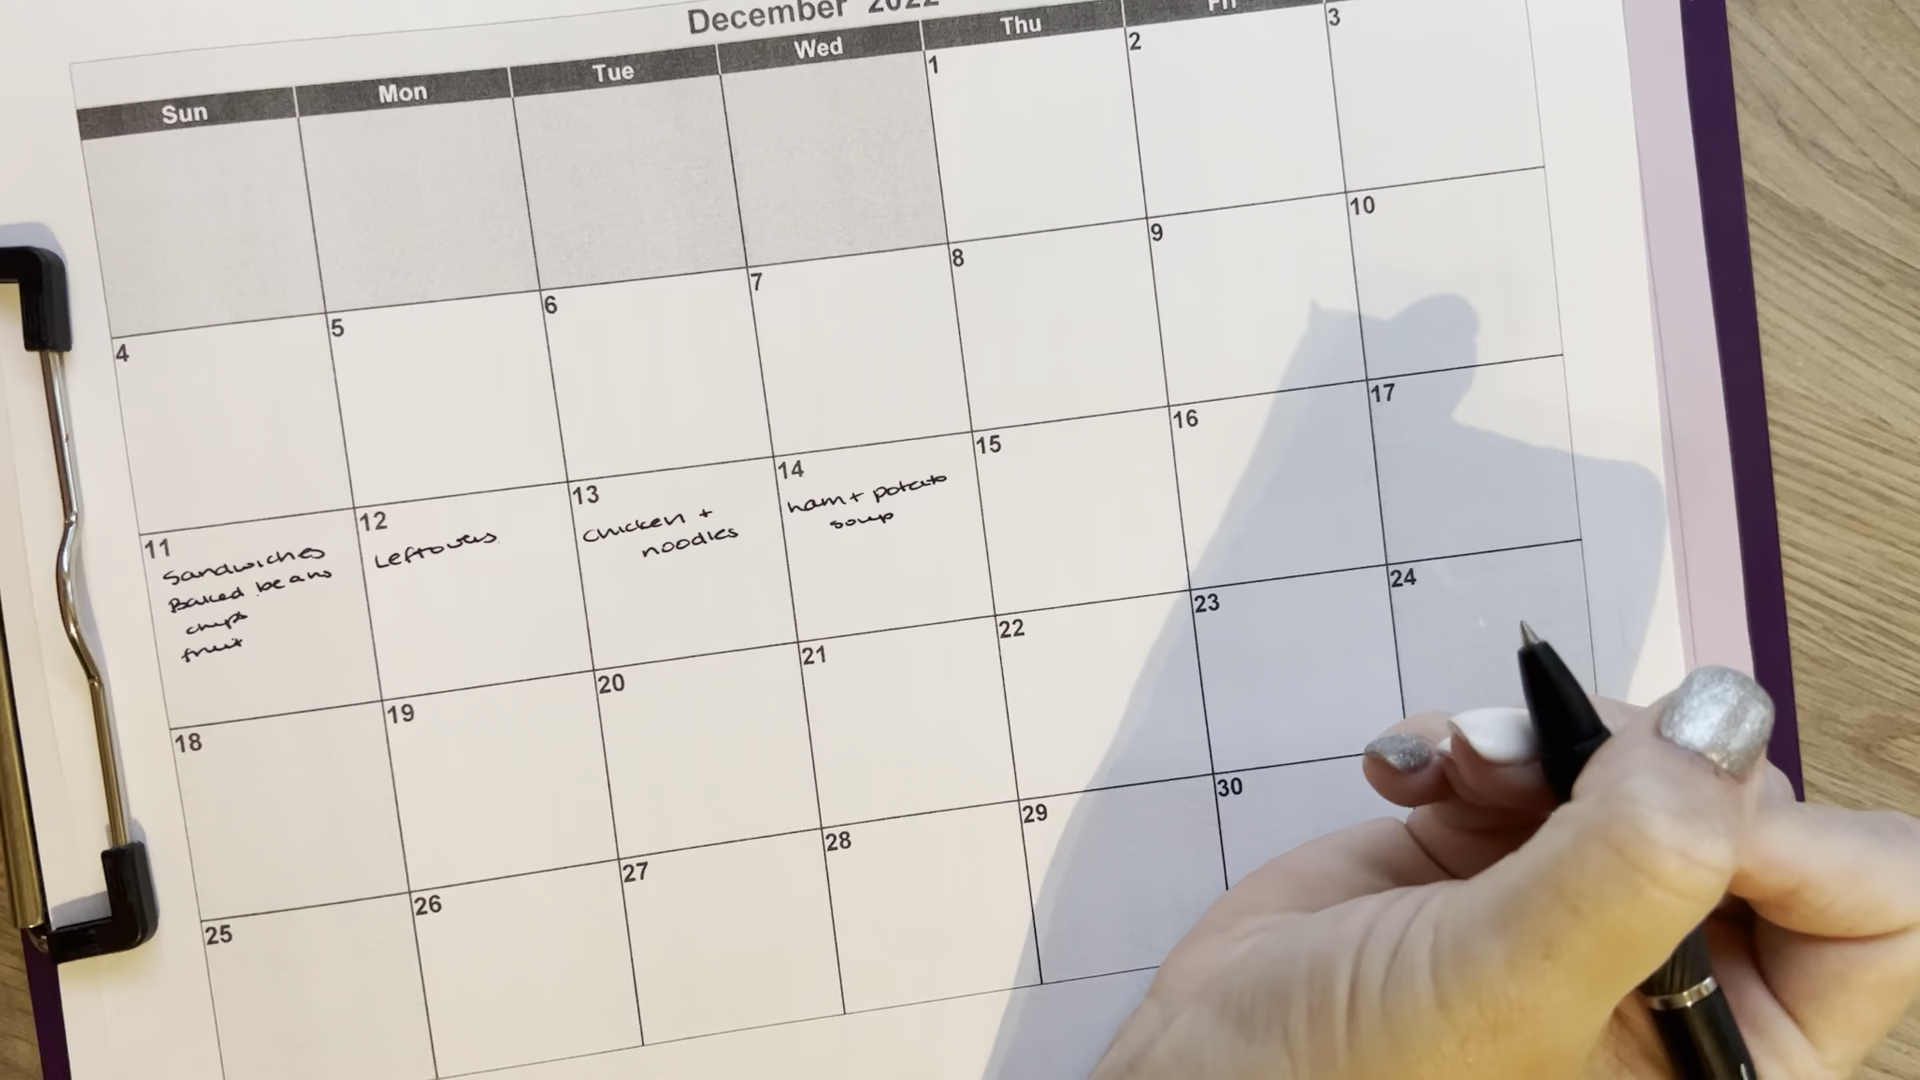 December 2022
Sun Mon Tue Wed Thu Fri
1 2 3
4 5 6 7 8 9 10
11 12 13 14 15 16 17
Sandwiches
Baked beans
chips
fruit
Leftovers
Chicken +
noodles
ham + potato
soup
18 19 20 21 22 23 24
25 26 27 28 29 30